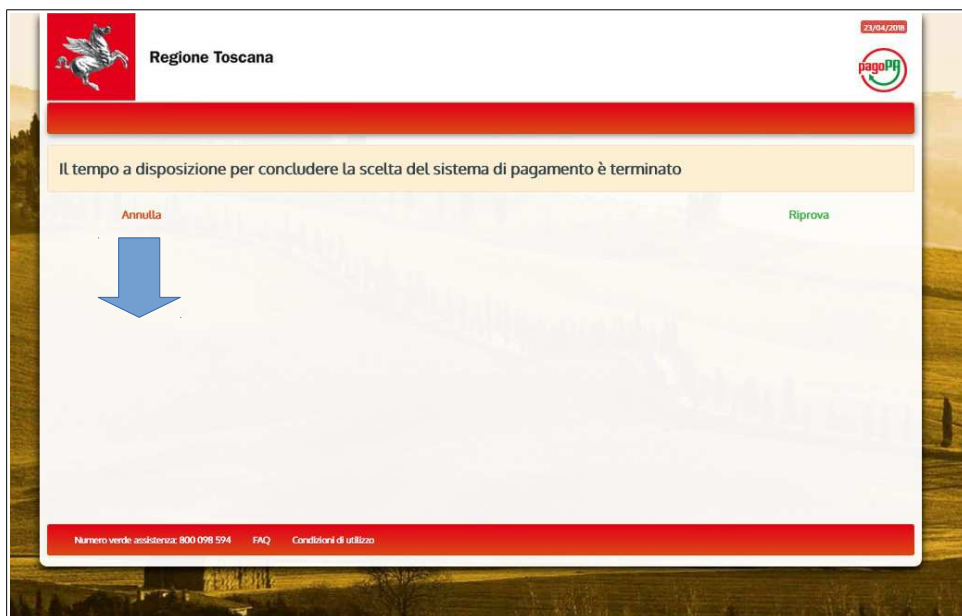 23/04/2018
Regione Toscana
pagoPA
Il tempo a disposizione per concludere la scelta del sistema di pagamento è terminato
Annulla
Riprova
Numero verde assistenza: 800 098 594 FAQ Condizioni di utilizzo